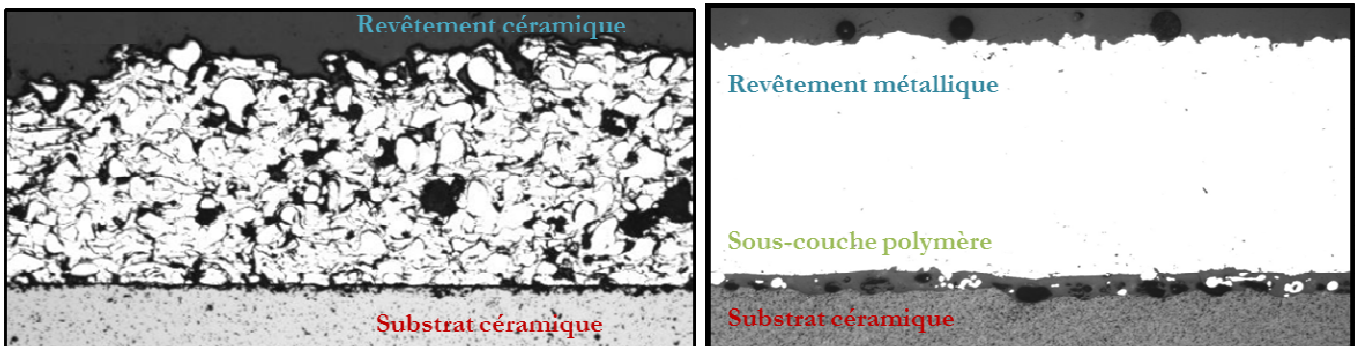 Revêtement céramique
Substrat céramique
Revêtement métallique
Sous-couche polymère
Substrat céramique